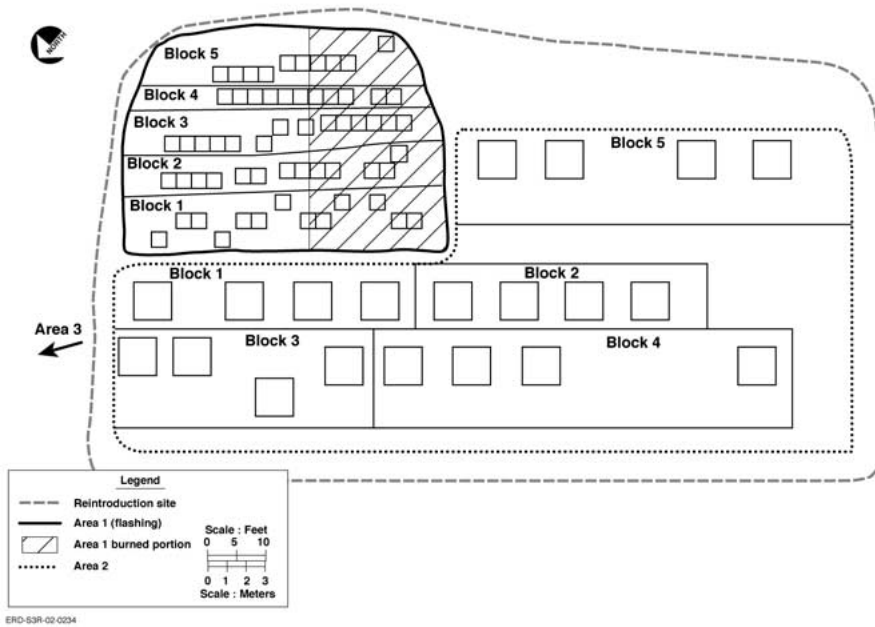 NORTH
Block 5
Block 4
Block 3
Block 2
Block 1
Block 5
Block 1
Block 2
Area 3
Block 3
Block 4
Legend
Reintroduction site
Area 1 (flashing)
Area 1 burned portion
Area 2
Scale : Feet
0 5 10
0 1 2 3
Scale : Meters
ERD-S3R-02-0234